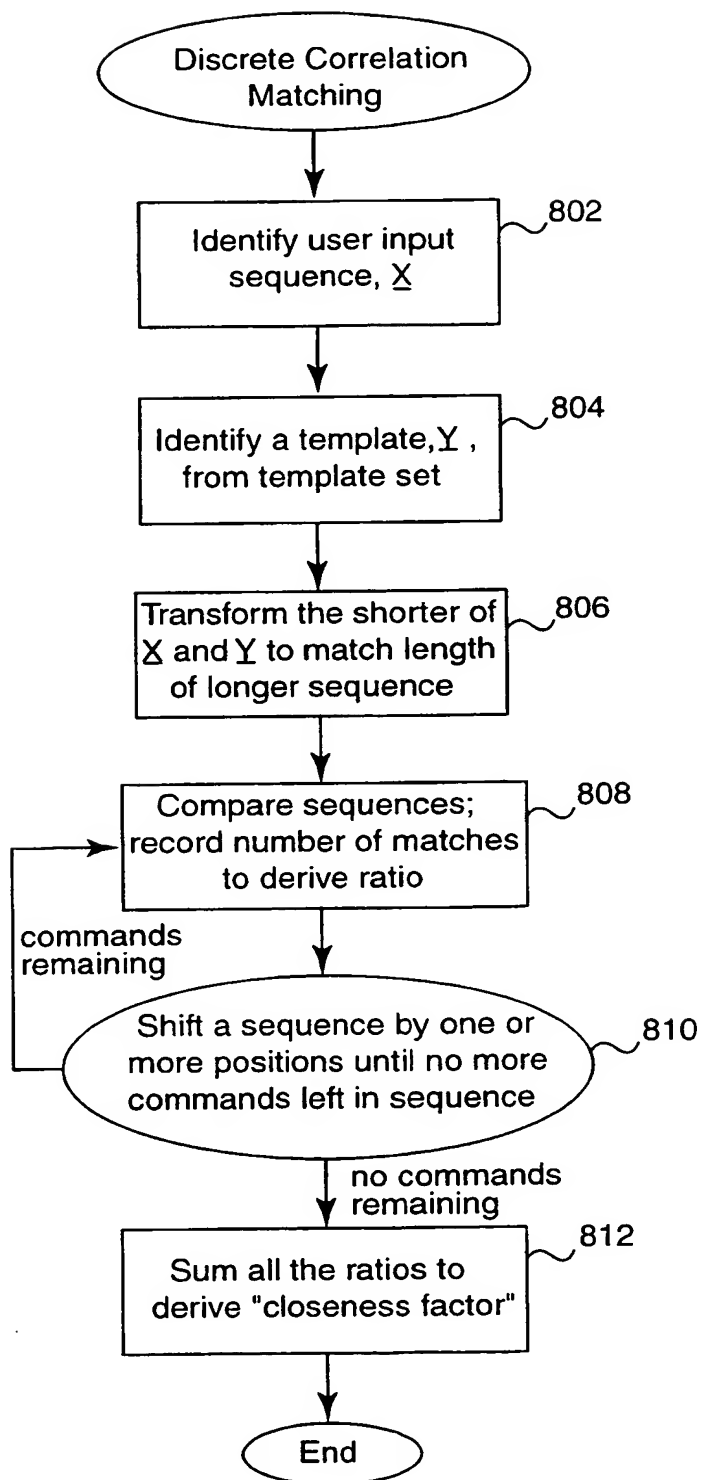 Discrete Correlation
Matching
802
Identify user input
sequence, X
804
Identify a template, Y ,
from template set
806
Transform the shorter of
X and Y to match length
of longer sequence
808
Compare sequences;
record number of matches
to derive ratio
commands
remaining
810
Shift a sequence by one or
more positions until no more
commands left in sequence
no commands
remaining
812
Sum all the ratios to
derive "closeness factor"
End